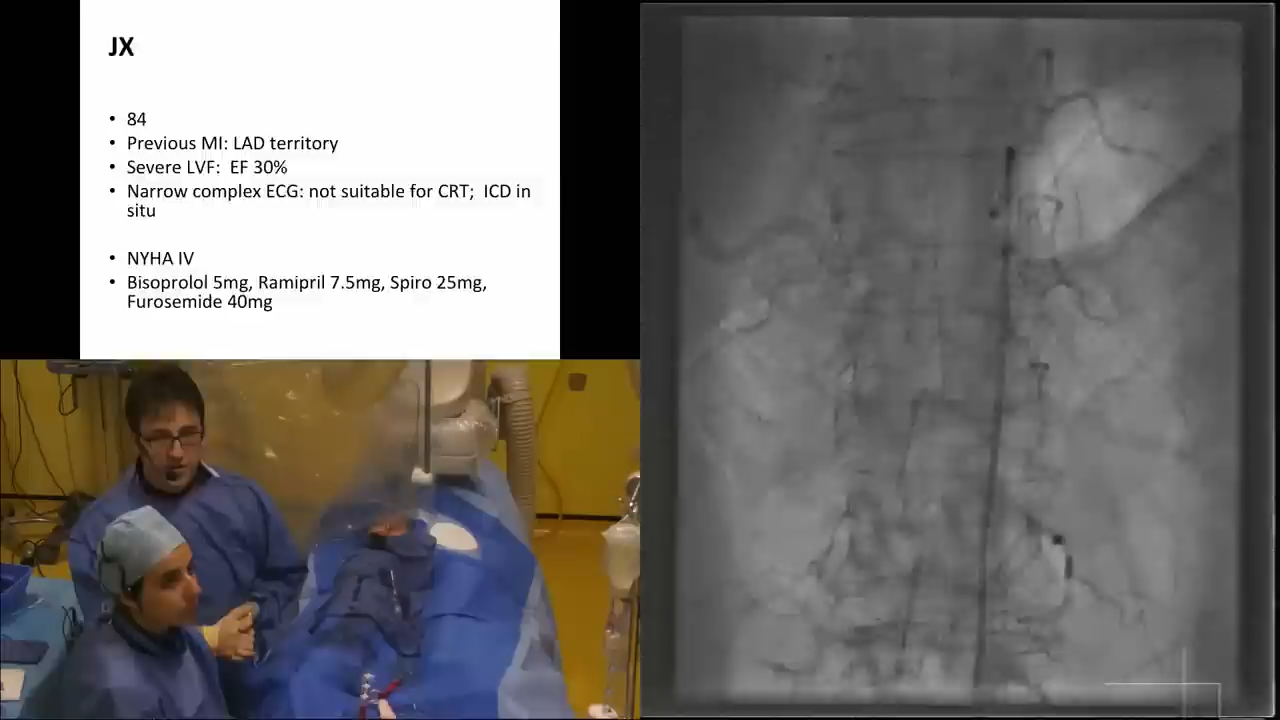 JX
• 84
• Previous MI: LAD territory
• Severe LVF:  EF 30%
• Narrow complex ECG: not suitable for CRT;  ICD in
situ
• NYHA IV
• Bisoprolol 5mg, Ramipril 7.5mg, Spiro 25mg,
Furosemide 40mg